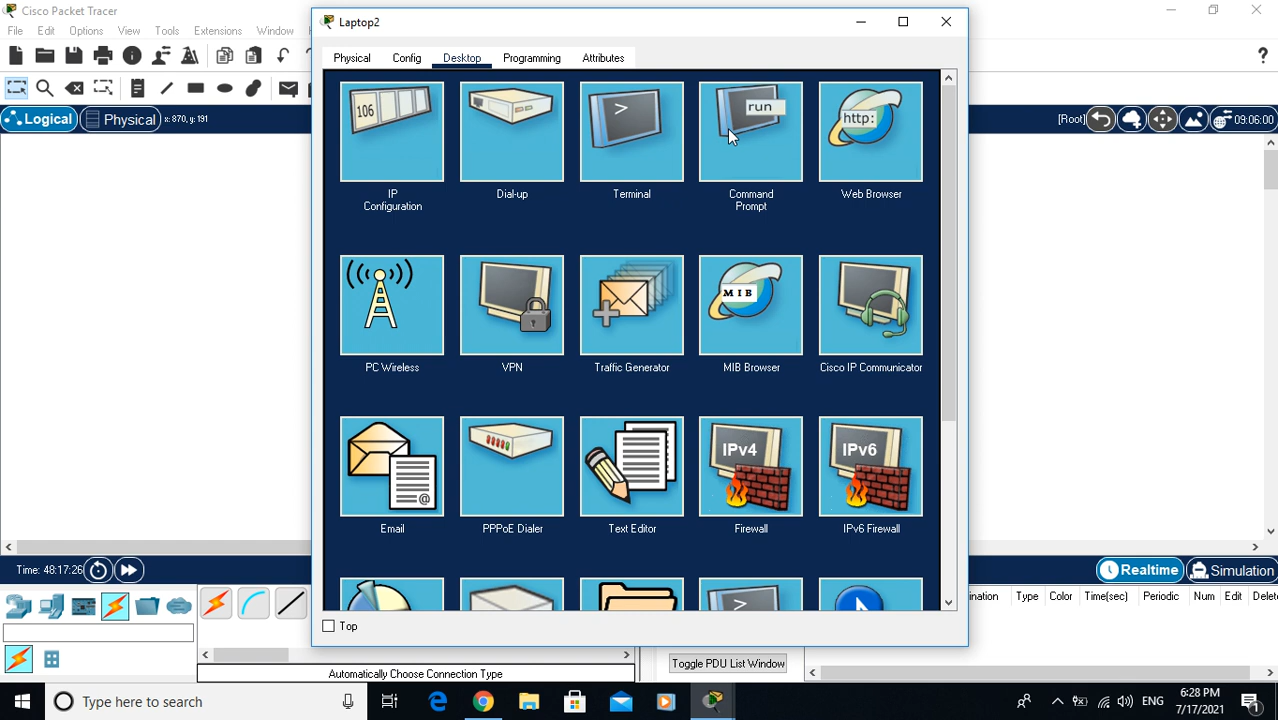 Cisco Packet Tracer
Laptop2
File Edit Options View Tools Extensions Window
Physical Config Desktop Programming Attributes
Logical Physical x: 870, y: 191
[Root] 09:06:00
106
>
run
http:
IP
Configuration
Dial-up
Terminal
Command
Prompt
Web Browser
MIB
PC Wireless
VPN
Traffic Generator
MIB Browser
Cisco IP Communicator
@
IPv4
IPv6
Email
PPPoE Dialer
Text Editor
Firewall
IPv6 Firewall
>
Time: 48:17:26
Realtime
Simulation
ination Type Color Time(sec) Periodic Num Edit Delete
Top
Automatically Choose Connection Type
Toggle PDU List Window
Type here to search
ENG
6:28 PM
7/17/2021
1